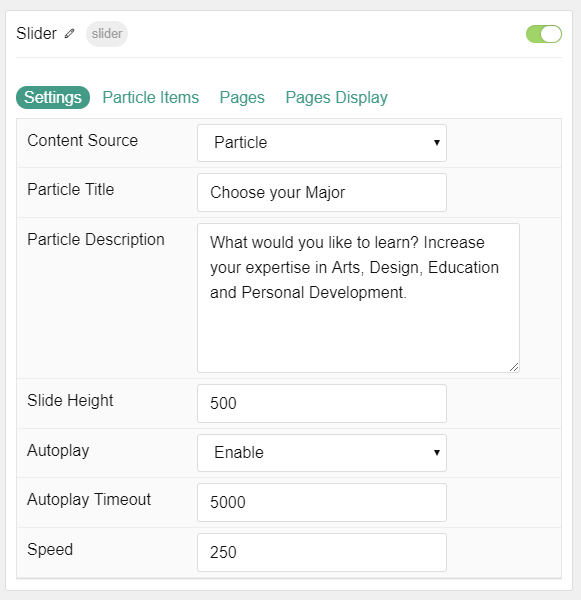 Slider slider
Settings Particle Items Pages Pages Display
Content Source Particle
Particle Title Choose your Major
Particle Description What would you like to learn? Increase
your expertise in Arts, Design, Education
and Personal Development.
Slide Height 500
Autoplay Enable
Autoplay Timeout 5000
Speed 250